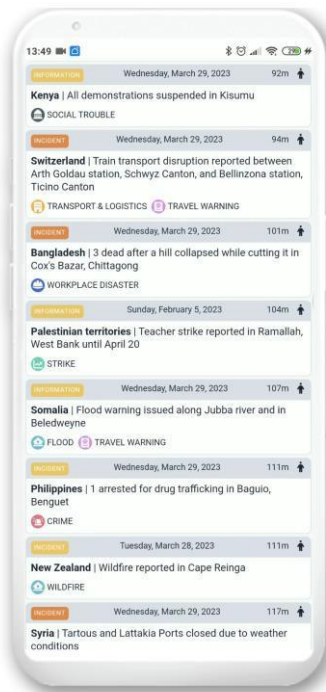 13:49
INFORMATION Wednesday, March 29, 2023 92m
Kenya | All demonstrations suspended in Kisumu
SOCIAL TROUBLE
INCIDENT Wednesday, March 29, 2023 94m
Switzerland | Train transport disruption reported between
Arth Goldau station, Schwyz Canton, and Bellinzona station,
Ticino Canton
TRANSPORT & LOGISTICS TRAVEL WARNING
INCIDENT Wednesday, March 29, 2023 101m
Bangladesh | 3 dead after a hill collapsed while cutting it in
Cox's Bazar, Chittagong
WORKPLACE DISASTER
INFORMATION Sunday, February 5, 2023 104m
Palestinian territories | Teacher strike reported in Ramallah,
West Bank until April 20
STRIKE
INFORMATION Wednesday, March 29, 2023 107m
Somalia | Flood warning issued along Jubba river and in
Beledweyne
FLOOD TRAVEL WARNING
INCIDENT Wednesday, March 29, 2023 111m
Philippines | 1 arrested for drug trafficking in Baguio,
Benguet
CRIME
INCIDENT Tuesday, March 28, 2023 111m
New Zealand | Wildfire reported in Cape Reinga
WILDFIRE
INCIDENT Wednesday, March 29, 2023 117m
Syria | Tartous and Lattakia Ports closed due to weather
conditions